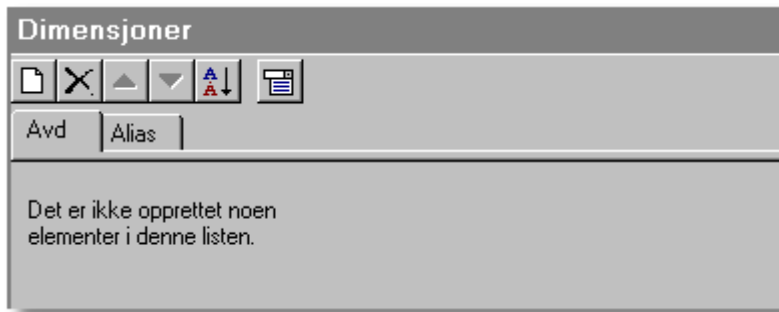 Dimensjoner
Avd
Alias
Det er ikke opprettet noen
elementer i denne listen.